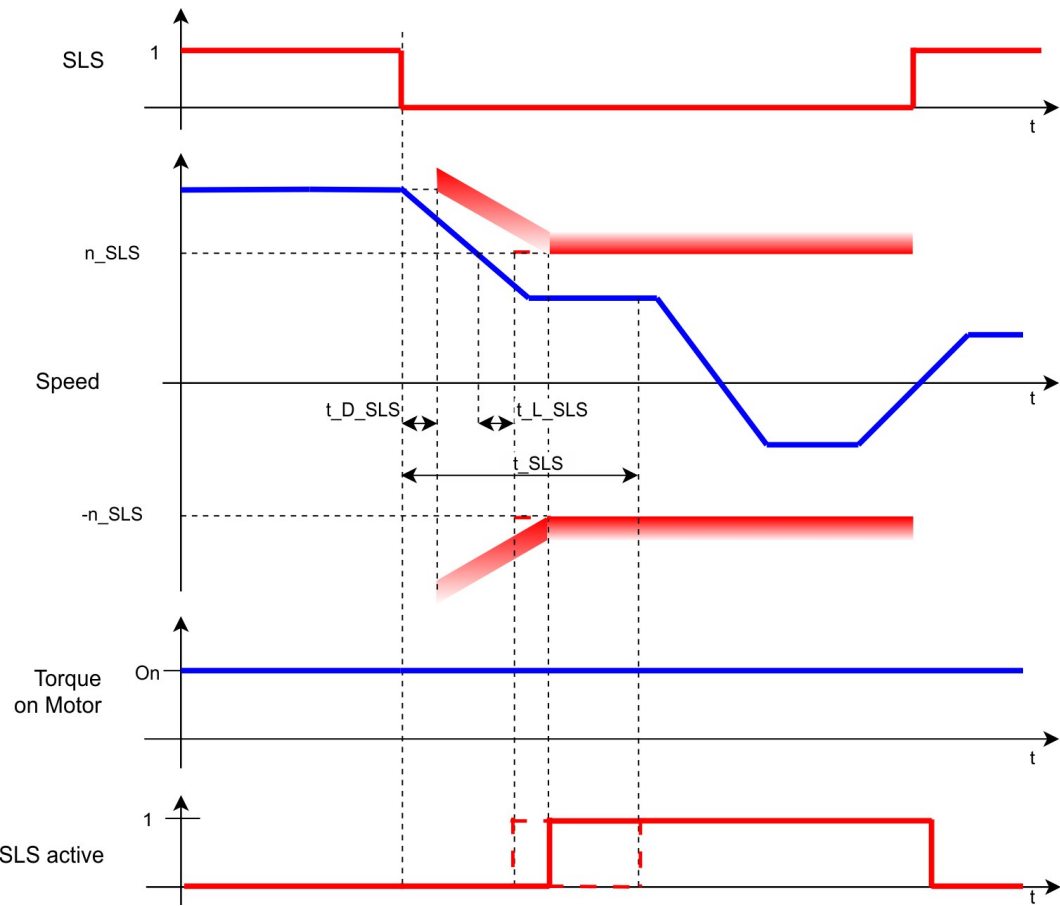 SLS
1
t
n_SLS
Speed
t
t_D_SLS
t_L_SLS
t_SLS
-n_SLS
On
Torque
on Motor
t
1
SLS active
t